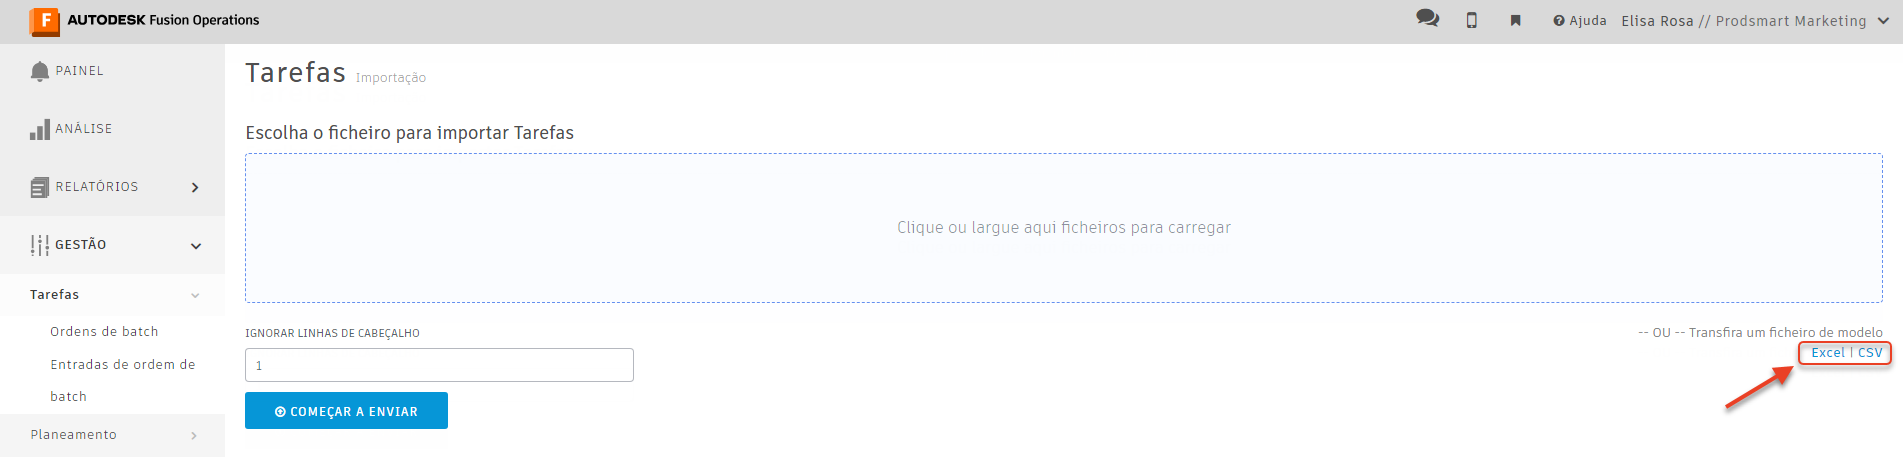 F AUTODESK Fusion Operations
Ajuda Elisa Rosa // Prodsmart Marketing
PAINEL
ANÁLISE
RELATÓRIOS
GESTÃO
Tarefas
Ordens de batch
Entradas de ordem de
batch
Planeamento
Tarefas Importação
Escolha o ficheiro para importar Tarefas
Clique ou largue aqui ficheiros para carregar
IGNORAR LINHAS DE CABEÇALHO
1
COMEÇAR A ENVIAR
-- OU -- Transfira um ficheiro de modelo
Excel | CSV